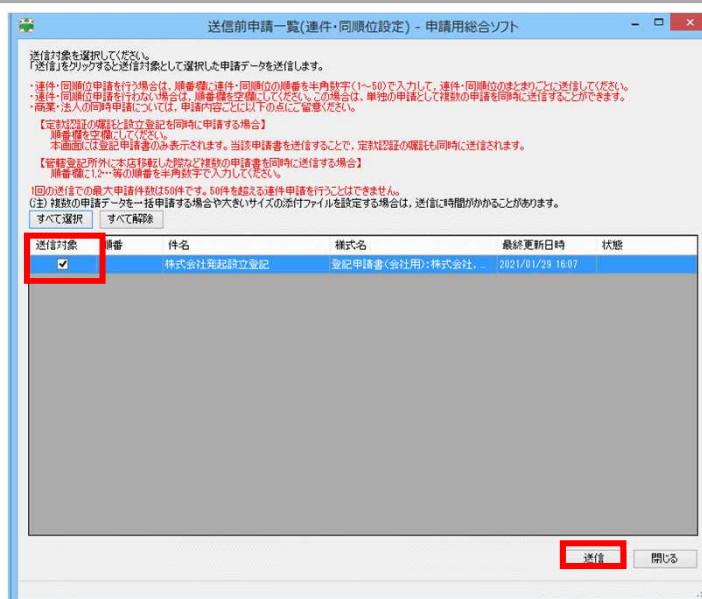 送信前申請一覧(連件・同順位設定) - 申請用総合ソフト
送信対象を選択してください。
「送信」をクリックすると送信対象として選択した申請データを送信します。
・連件・同順位申請を行う場合は，順番欄に連件・同順位の順番を半角数字(1～50)で入力して，連件・同順位のまとまりごとに送信してください。
・連件・同順位申請を行わない場合は，順番欄を空欄にしてください。この場合は，単独の申請として複数の申請を同時に送信することができます。
・商業・法人の同時申請については，申請内容ごとに以下の点にご留意ください。
【定款認証の嘱託と設立登記を同時に申請する場合】
順番欄を空欄にしてください。
本画面には登記申請書のみ表示されます。当該申請書を送信することで，定款認証の嘱託も同時に送信されます。
【管轄登記所外に本店移転した際など複数の申請書を同時に送信する場合】
順番欄に1,2…等の順番を半角数字で入力してください。
1回の送信での最大申請件数は50件です。50件を超える連件申請を行うことはできません。
(注) 複数の申請データを一括申請する場合や大きいサイズの添付ファイルを設定する場合は，送信に時間がかかることがあります。
すべて選択 すべて解除
送信対象 順番 件名 様式名 最終更新日時 状態
株式会社発起設立登記 登記申請書(会社用):株式会社，... 2021/01/29 16:07
送信 閉じる